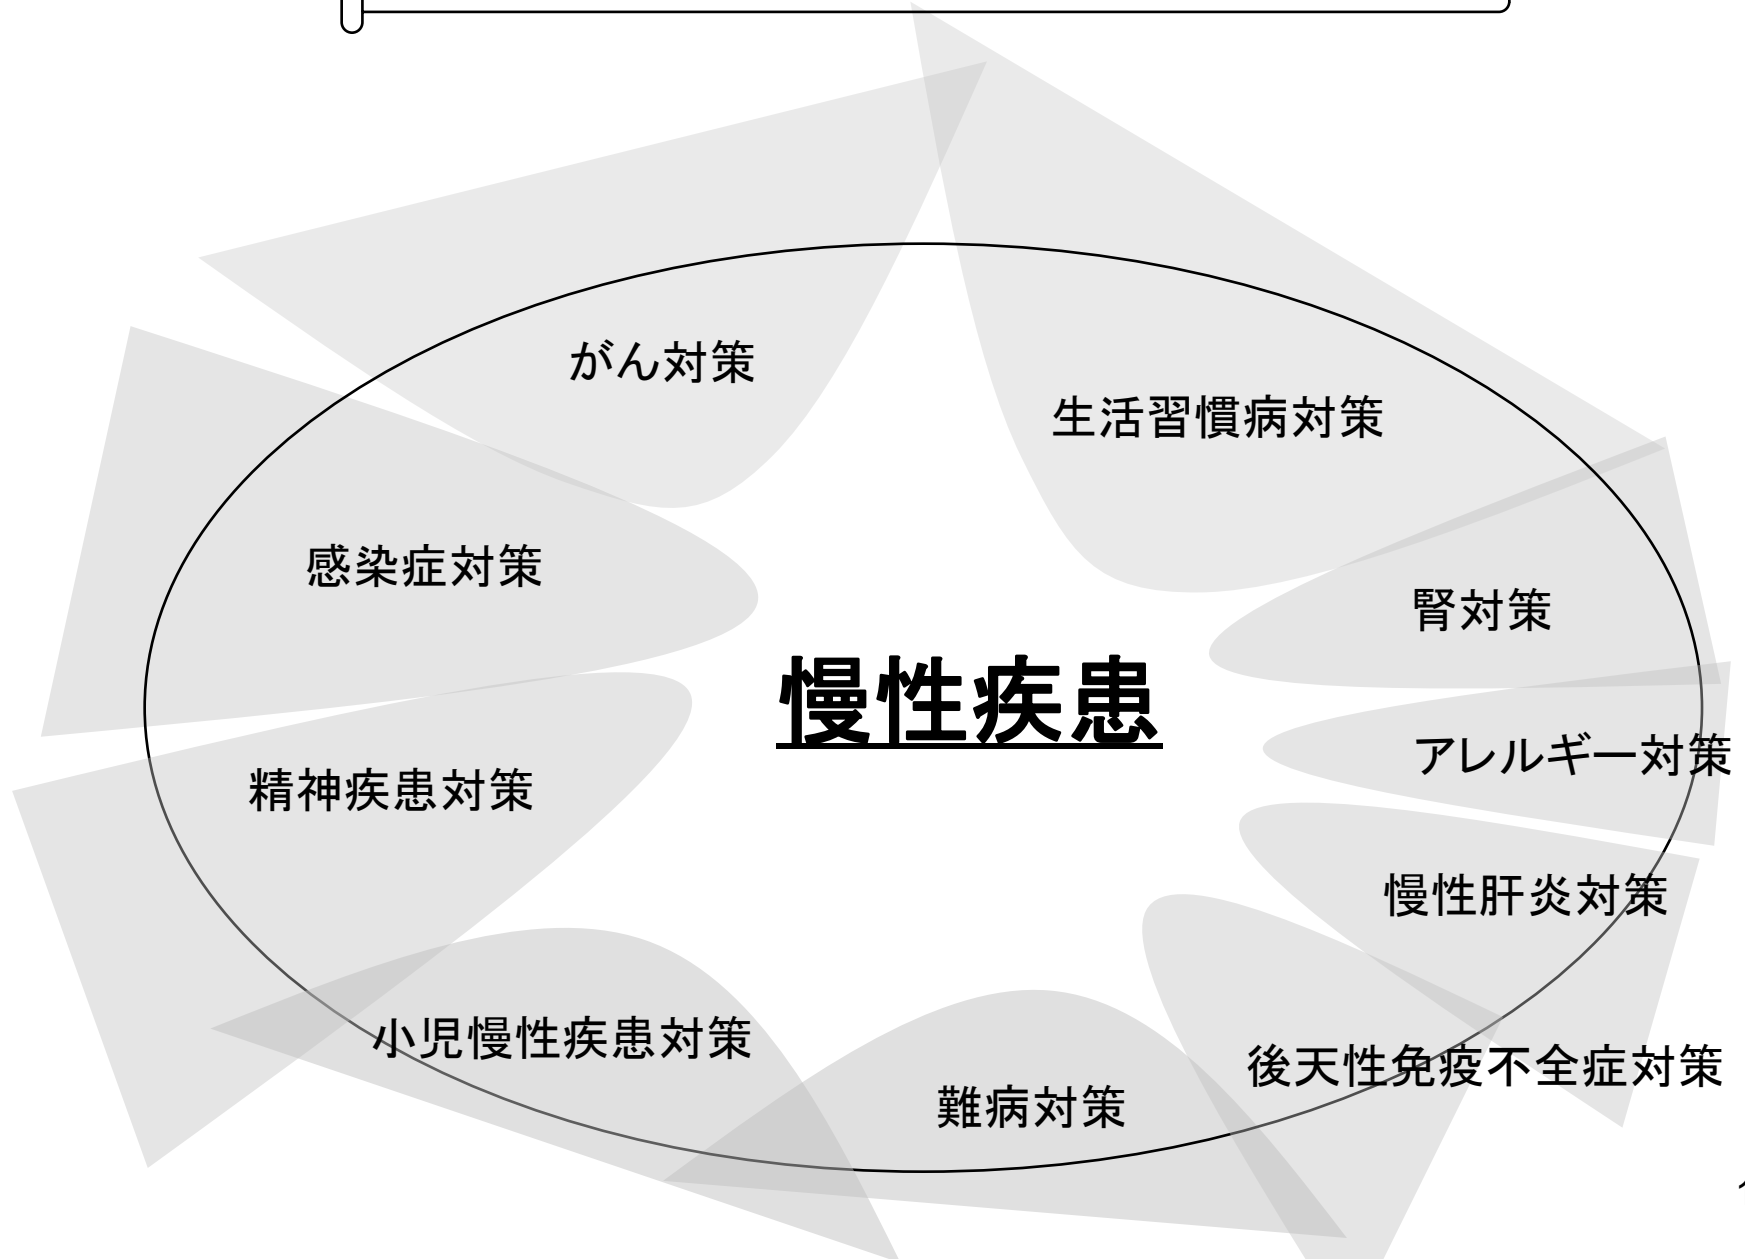 がん対策
生活習慣病対策
感染症対策
腎対策
慢性疾患
アレルギー対策
精神疾患対策
慢性肝炎対策
小児慢性疾患対策
後天性免疫不全症対策
難病対策